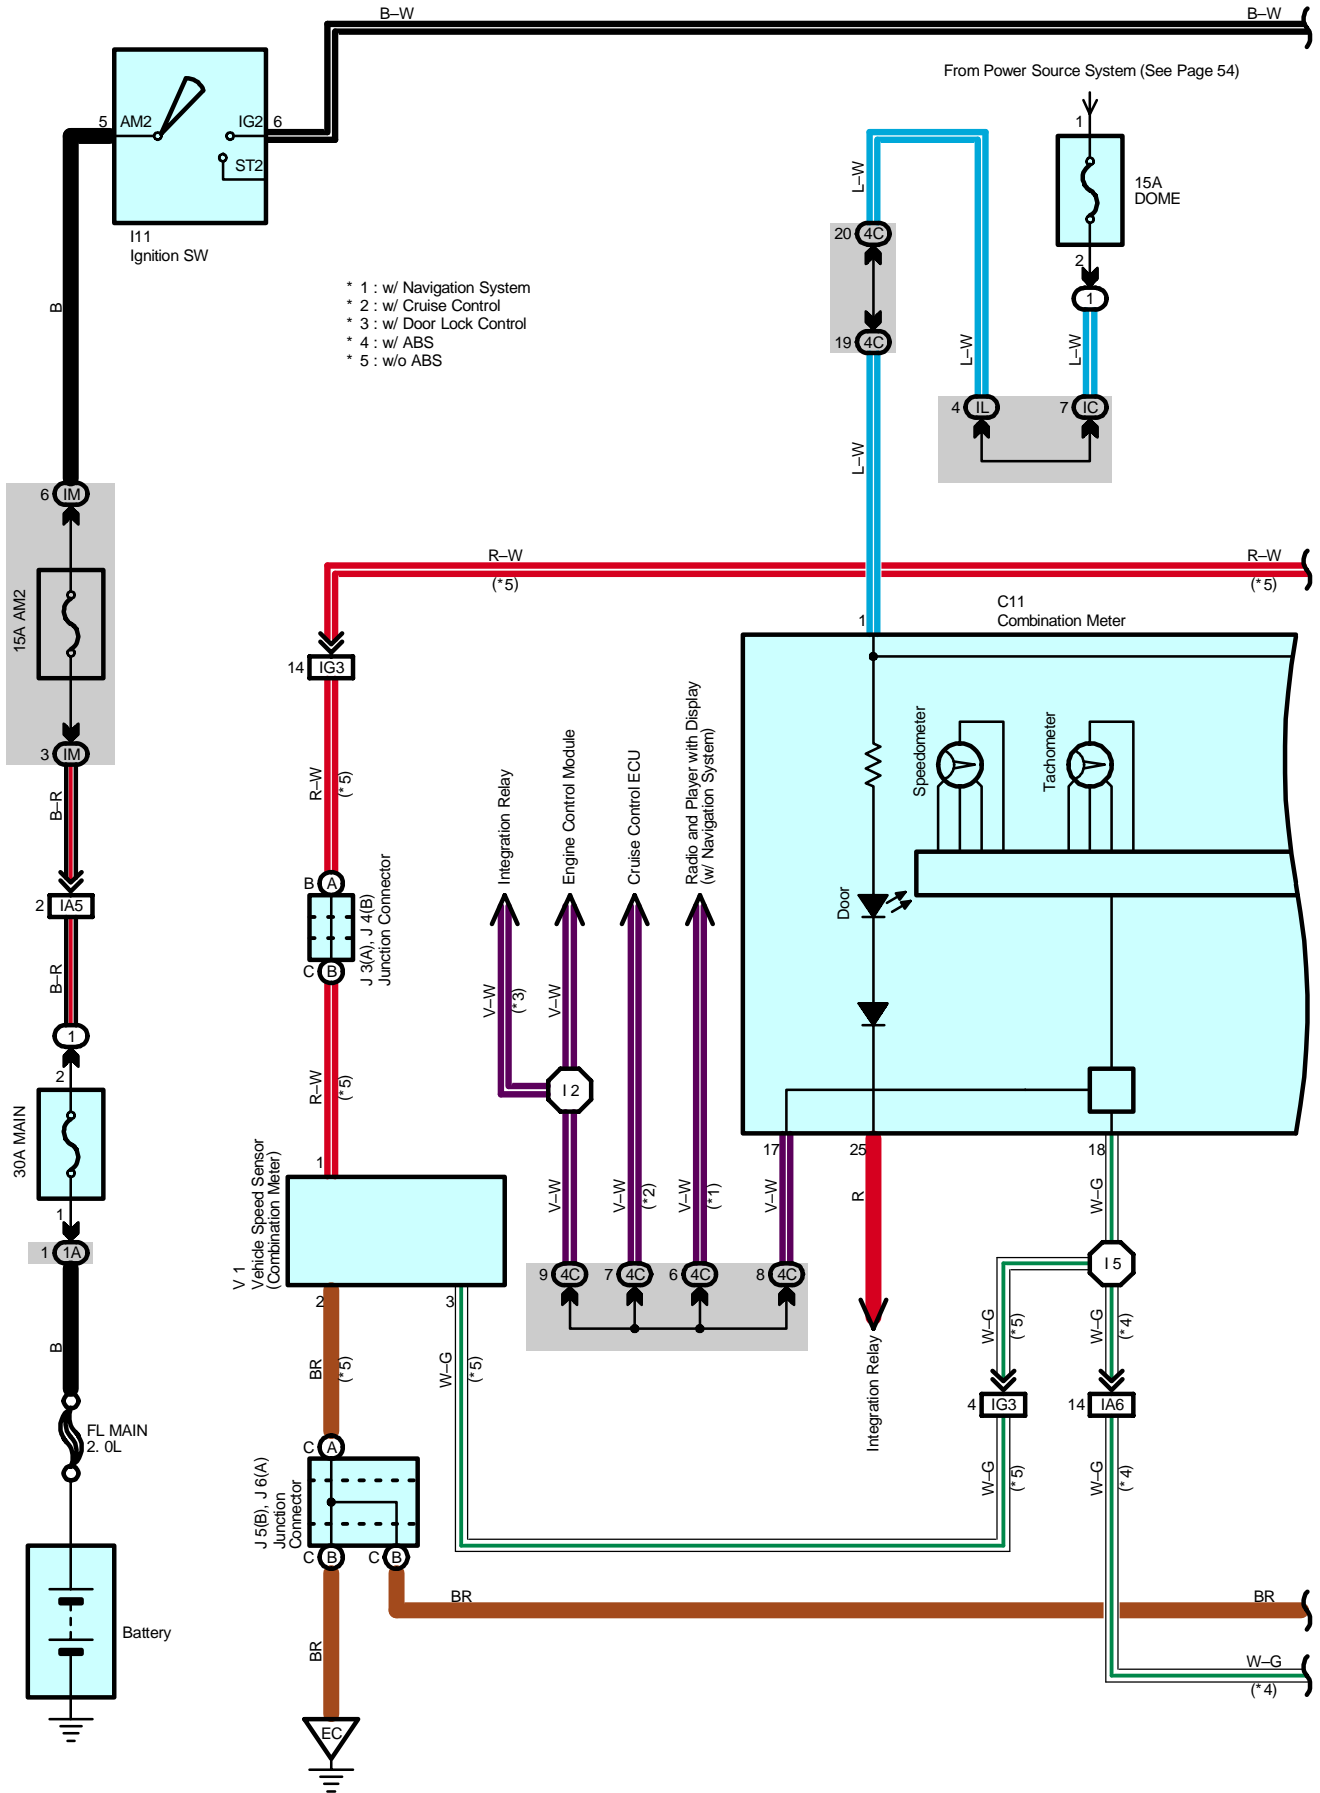 B–W
B–W
From Power Source System (See Page 54)
5
AM2
IG2
6
ST2
I11
Ignition SW
1
15A
DOME
2
1
L–W
20
4C
19
4C
L–W
L–W
4
IL
7
IC
L–W
* 1 : w/ Navigation System
* 2 : w/ Cruise Control
* 3 : w/ Door Lock Control
* 4 : w/ ABS
* 5 : w/o ABS
B
6
IM
15A AM2
3
IM
B–R
2
IA5
B–R
1
2
30A MAIN
1
1
1A
B
FL MAIN
2. 0L
Battery
R–W
(*5)
R–W
(*5)
14
IG3
R–W
(*5)
B
A
C
B
J 3(A), J 4(B)
Junction Connector
R–W
(*5)
1
V 1
Vehicle Speed Sensor
(Combination Meter)
2
3
BR
(*5)
W–G
(*5)
C
A
J 5(B), J 6(A)
Junction
Connector
C
B
C
B
BR
EC
BR
BR
Integration Relay
Engine Control Module
Cruise Control ECU
Radio and Player with Display
(w/ Navigation System)
V–W
(*3)
V–W
I 2
V–W
V–W
(*2)
V–W
(*1)
V–W
9
4C
7
4C
6
4C
8
4C
C11
Combination Meter
1
Speedometer
Tachometer
Door
17
25
18
R
Integration Relay
W–G
I 5
W–G
(*5)
W–G
(*4)
4
IG3
14
IA6
W–G
(*5)
W–G
(*4)
W–G
(*4)